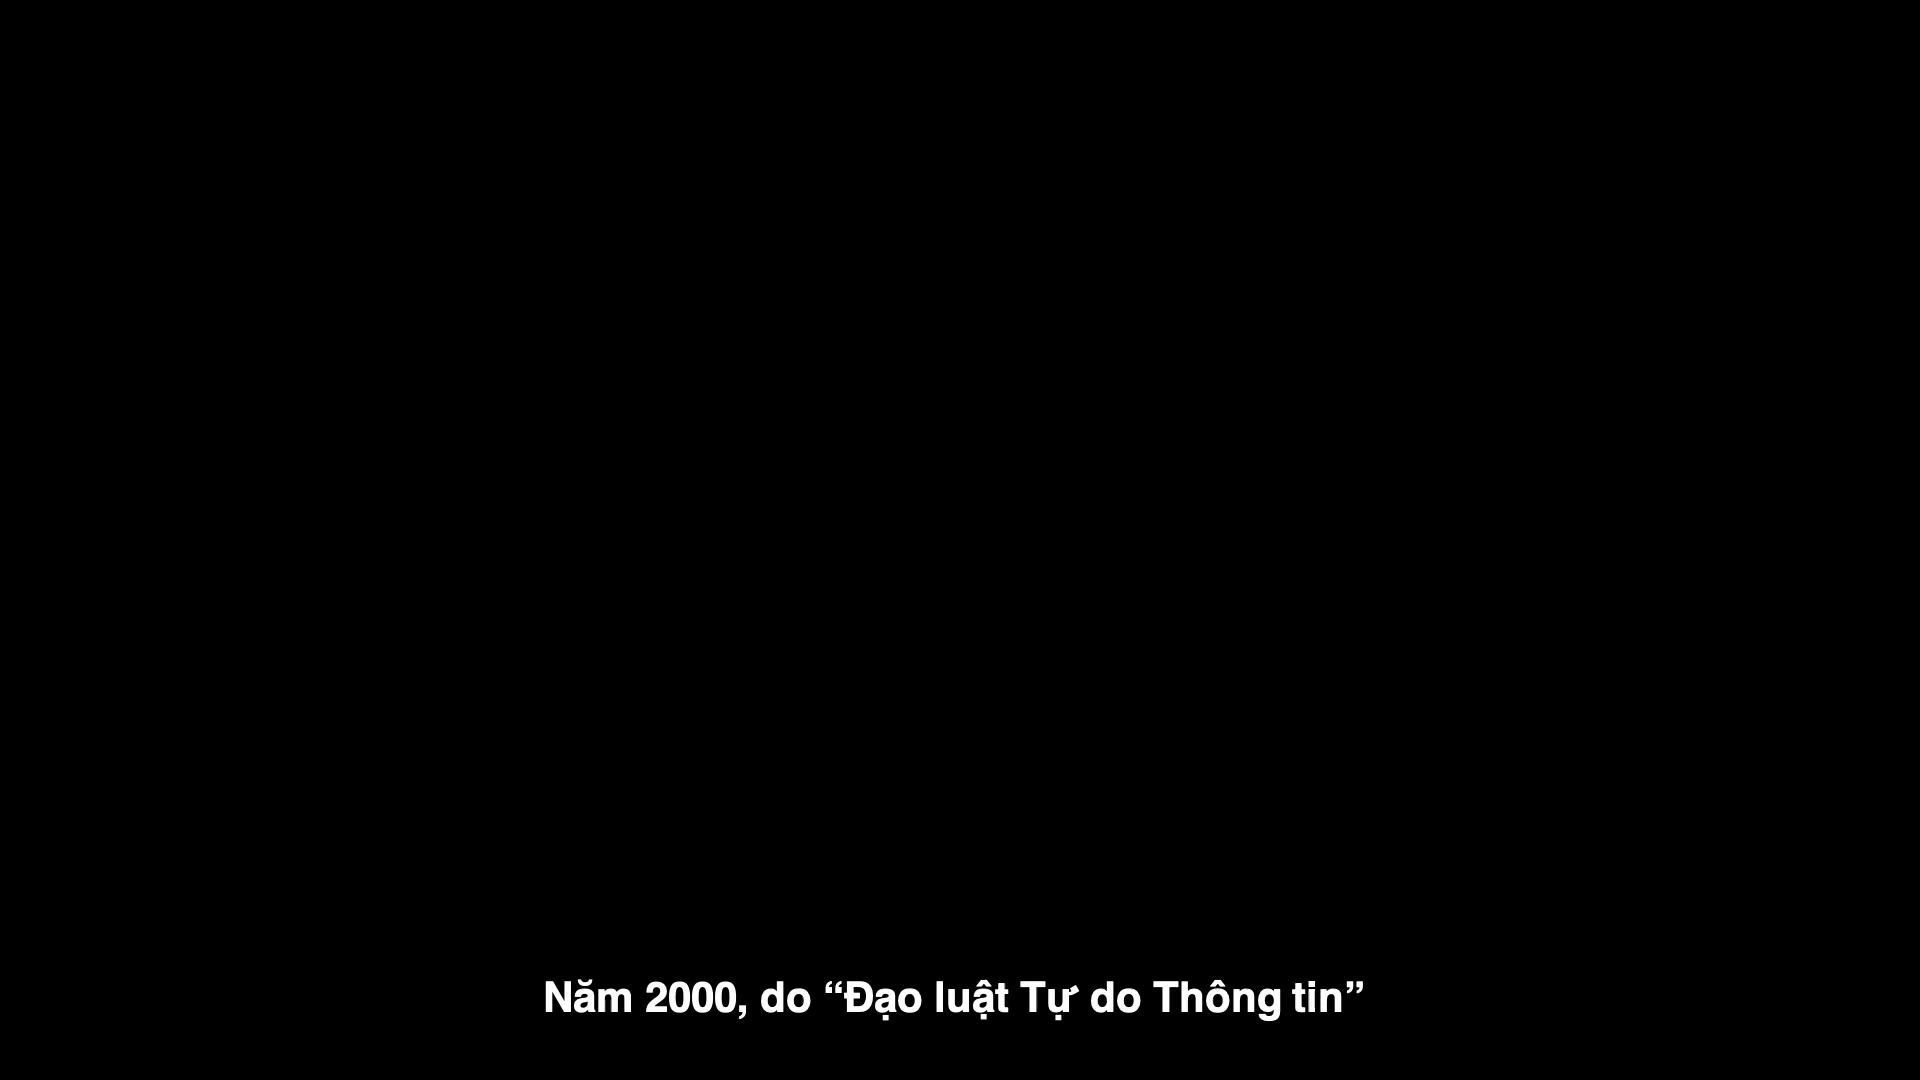 Năm 2000, do “Đạo luật Tự do Thông tin”